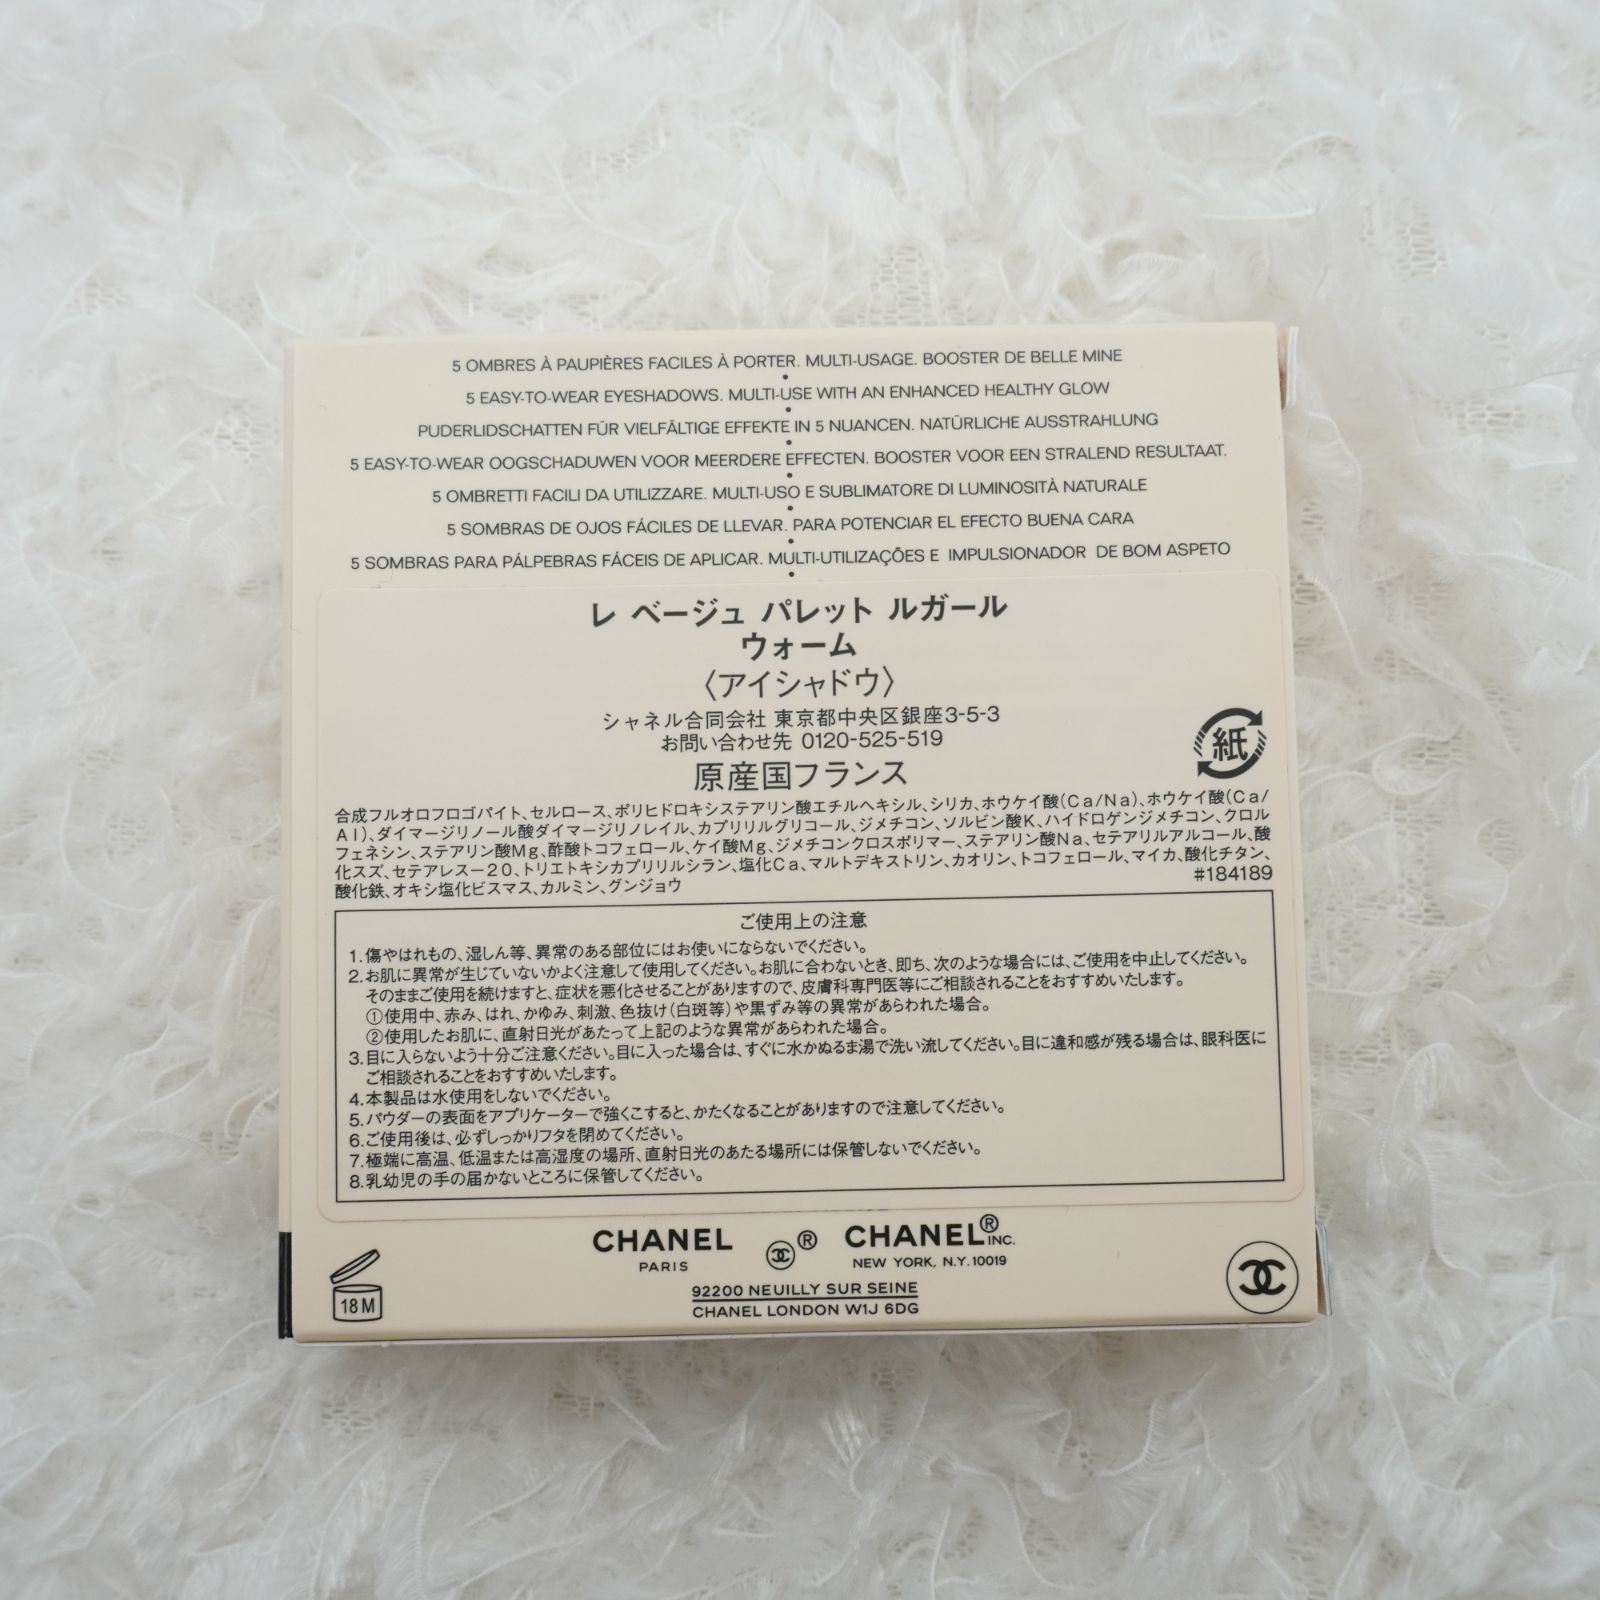 5 OMBRES À PAUPIÈRES FACILES À PORTER. MULTI-USAGE. BOOSTER DE BELLE MINE
•
5 EASY-TO-WEAR EYESHADOWS. MULTI-USE WITH AN ENHANCED HEALTHY GLOW
•
PUDERLIDSCHATTEN FÜR VIELFÄLTIGE EFFEKTE IN 5 NUANCEN. NATÜRLICHE AUSSTRAHLUNG
•
5 EASY-TO-WEAR OOGSCHADUWEN VOOR MEERDERE EFFECTEN. BOOSTER VOOR EEN STRALEND RESULTAAT.
•
5 OMBRETTI FACILI DA UTILIZZARE. MULTI-USO E SUBLIMATORE DI LUMINOSITÀ NATURALE
•
5 SOMBRAS DE OJOS FÁCILES DE LLEVAR. PARA POTENCIAR EL EFECTO BUENA CARA
•
5 SOMBRAS PARA PÁLPEBRAS FÁCEIS DE APLICAR. MULTI-UTILIZAÇÕES E IMPULSIONADOR DE BOM ASPETO
•
レ ベージュ パレット ルガール
ウォーム
〈アイシャドウ〉
シャネル合同会社 東京都中央区銀座3-5-3
お問い合わせ先 0120-525-519
紙
原産国フランス
合成フルオロフロゴパイト、セルロース、ポリヒドロキシステアリン酸エチルヘキシル、シリカ、ホウケイ酸(Ca/Na)、ホウケイ酸(Ca/
Al)、ダイマージリノール酸ダイマージリノレイル、カプリリルグリコール、ジメチコン、ソルビン酸K、ハイドロゲンジメチコン、クロル
フェネシン、ステアリン酸Mg、酢酸トコフェロール、ケイ酸Mg、ジメチコンクロスポリマー、ステアリン酸Na、セテアリルアルコール、酸
化スズ、セテアレス-20、トリエトキシカプリリルシラン、塩化Ca、マルトデキストリン、カオリン、トコフェロール、マイカ、酸化チタン、
酸化鉄、オキシ塩化ビスマス、カルミン、グンジョウ
#184189
ご使用上の注意
1.傷やはれもの、湿しん等、異常のある部位にはお使いにならないでください。
2.お肌に異常が生じていないかよく注意して使用してください。お肌に合わないとき、即ち、次のような場合には、ご使用を中止してください。
そのままご使用を続けますと、症状を悪化させることがありますので、皮膚科専門医等にご相談されることをおすすめいたします。
①使用中、赤み、はれ、かゆみ、刺激、色抜け(白斑等)や黒ずみ等の異常があらわれた場合。
②使用したお肌に、直射日光があたって上記のような異常があらわれた場合。
3.目に入らないよう十分ご注意ください。目に入った場合は、すぐに水かぬるま湯で洗い流してください。目に違和感が残る場合は、眼科医に
ご相談されることをおすすめいたします。
4.本製品は水使用をしないでください。
5.パウダーの表面をアプリケーターで強くこすると、かたくなることがありますので注意してください。
6.ご使用後は、必ずしっかりフタを閉めてください。
7.極端に高温、低温または高湿度の場所、直射日光のあたる場所には保管しないでください。
8.乳幼児の手の届かないところに保管してください。
18 M
CHANEL
PARIS
®
CHANEL® INC.
NEW YORK, N.Y. 10019
92200 NEUILLY SUR SEINE
CHANEL LONDON W1J 6DG